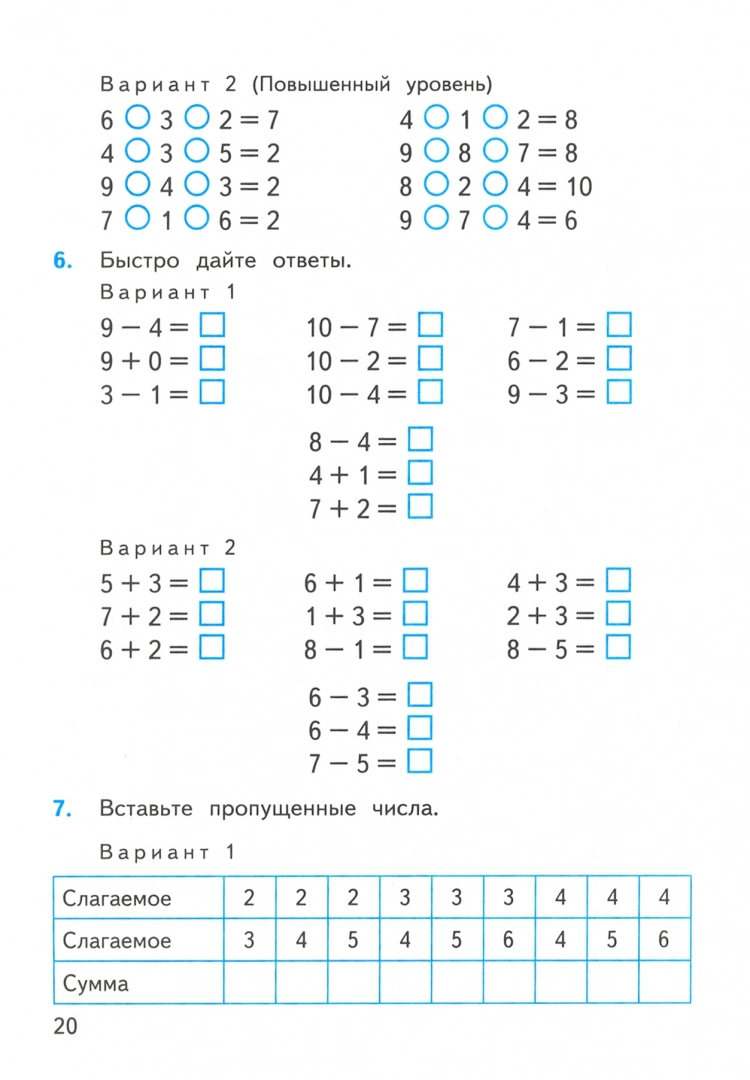 Вариант 2 (Повышенный уровень)
6 ○ 3 ○ 2 = 7 4 ○ 1 ○ 2 = 8
4 ○ 3 ○ 5 = 2 9 ○ 8 ○ 7 = 8
9 ○ 4 ○ 3 = 2 8 ○ 2 ○ 4 = 10
7 ○ 1 ○ 6 = 2 9 ○ 7 ○ 4 = 6
6. Быстро дайте ответы.
Вариант 1
9 − 4 = □ 10 − 7 = □ 7 − 1 = □
9 + 0 = □ 10 − 2 = □ 6 − 2 = □
3 − 1 = □ 10 − 4 = □ 9 − 3 = □
8 − 4 = □
4 + 1 = □
7 + 2 = □
Вариант 2
5 + 3 = □ 6 + 1 = □ 4 + 3 = □
7 + 2 = □ 1 + 3 = □ 2 + 3 = □
6 + 2 = □ 8 − 1 = □ 8 − 5 = □
6 − 3 = □
6 − 4 = □
7 − 5 = □
7. Вставьте пропущенные числа.
Вариант 1
Слагаемое 2 2 2 3 3 3 4 4 4
Слагаемое 3 4 5 4 5 6 4 5 6
Сумма
20